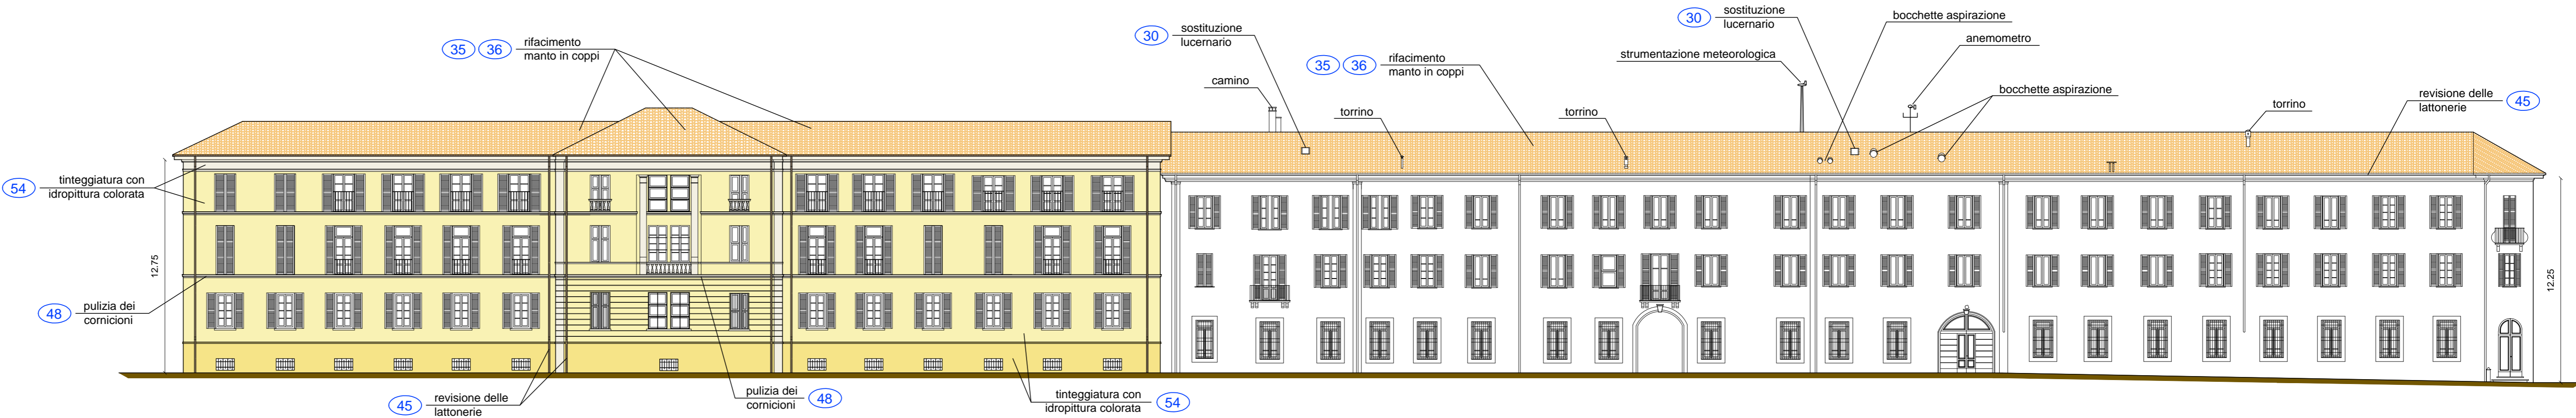 35 36 rifacimento
manto in coppi
30 sostituzione
lucernario
camino
35 36 rifacimento
manto in coppi
torrino
torrino
strumentazione meteorologica
30 sostituzione
lucernario
bocchette aspirazione
anemometro
bocchette aspirazione
torrino
revisione delle 45
lattonerie
54 tinteggiatura con
idropittura colorata
12.75
48 pulizia dei
cornicioni
12.25
45 revisione delle
lattonerie
pulizia dei 48
cornicioni
tinteggiatura con 54
idropittura colorata